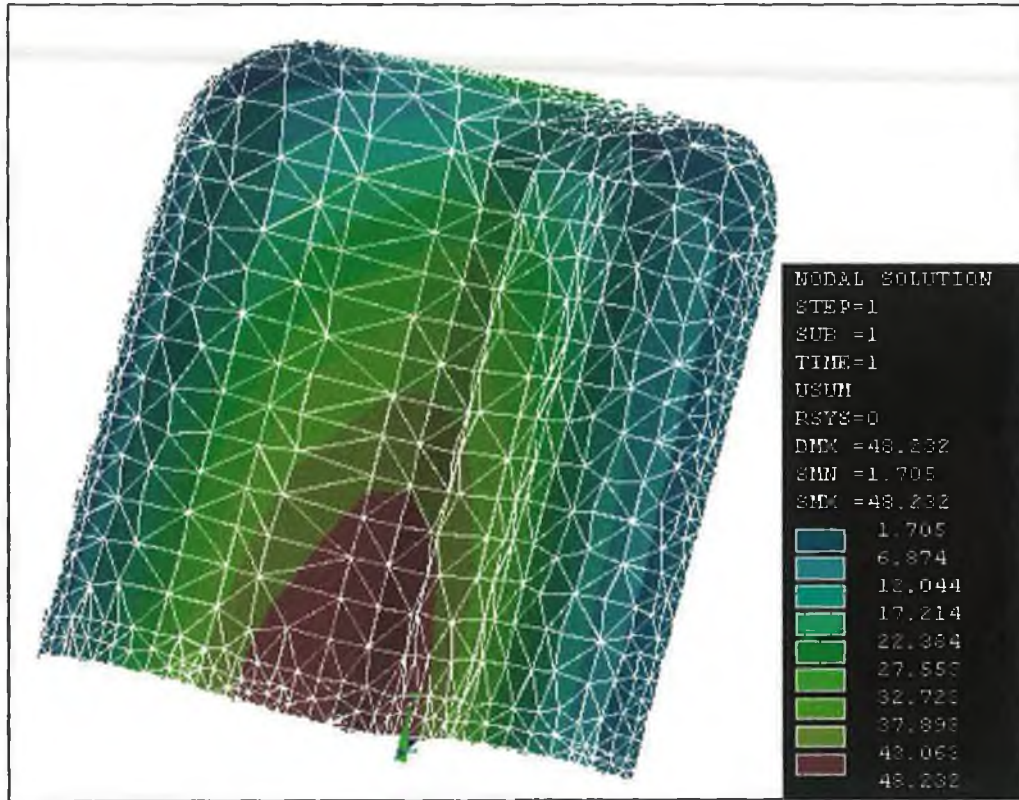 NODAL SOLUTION
STEP=1
SUB =1
TIME=1
USUM
RSYS=0
DMX =48.232
SMN =1.705
SMX =48.232
1.705
6.874
12.044
17.214
22.384
27.553
32.723
37.893
43.063
48.232